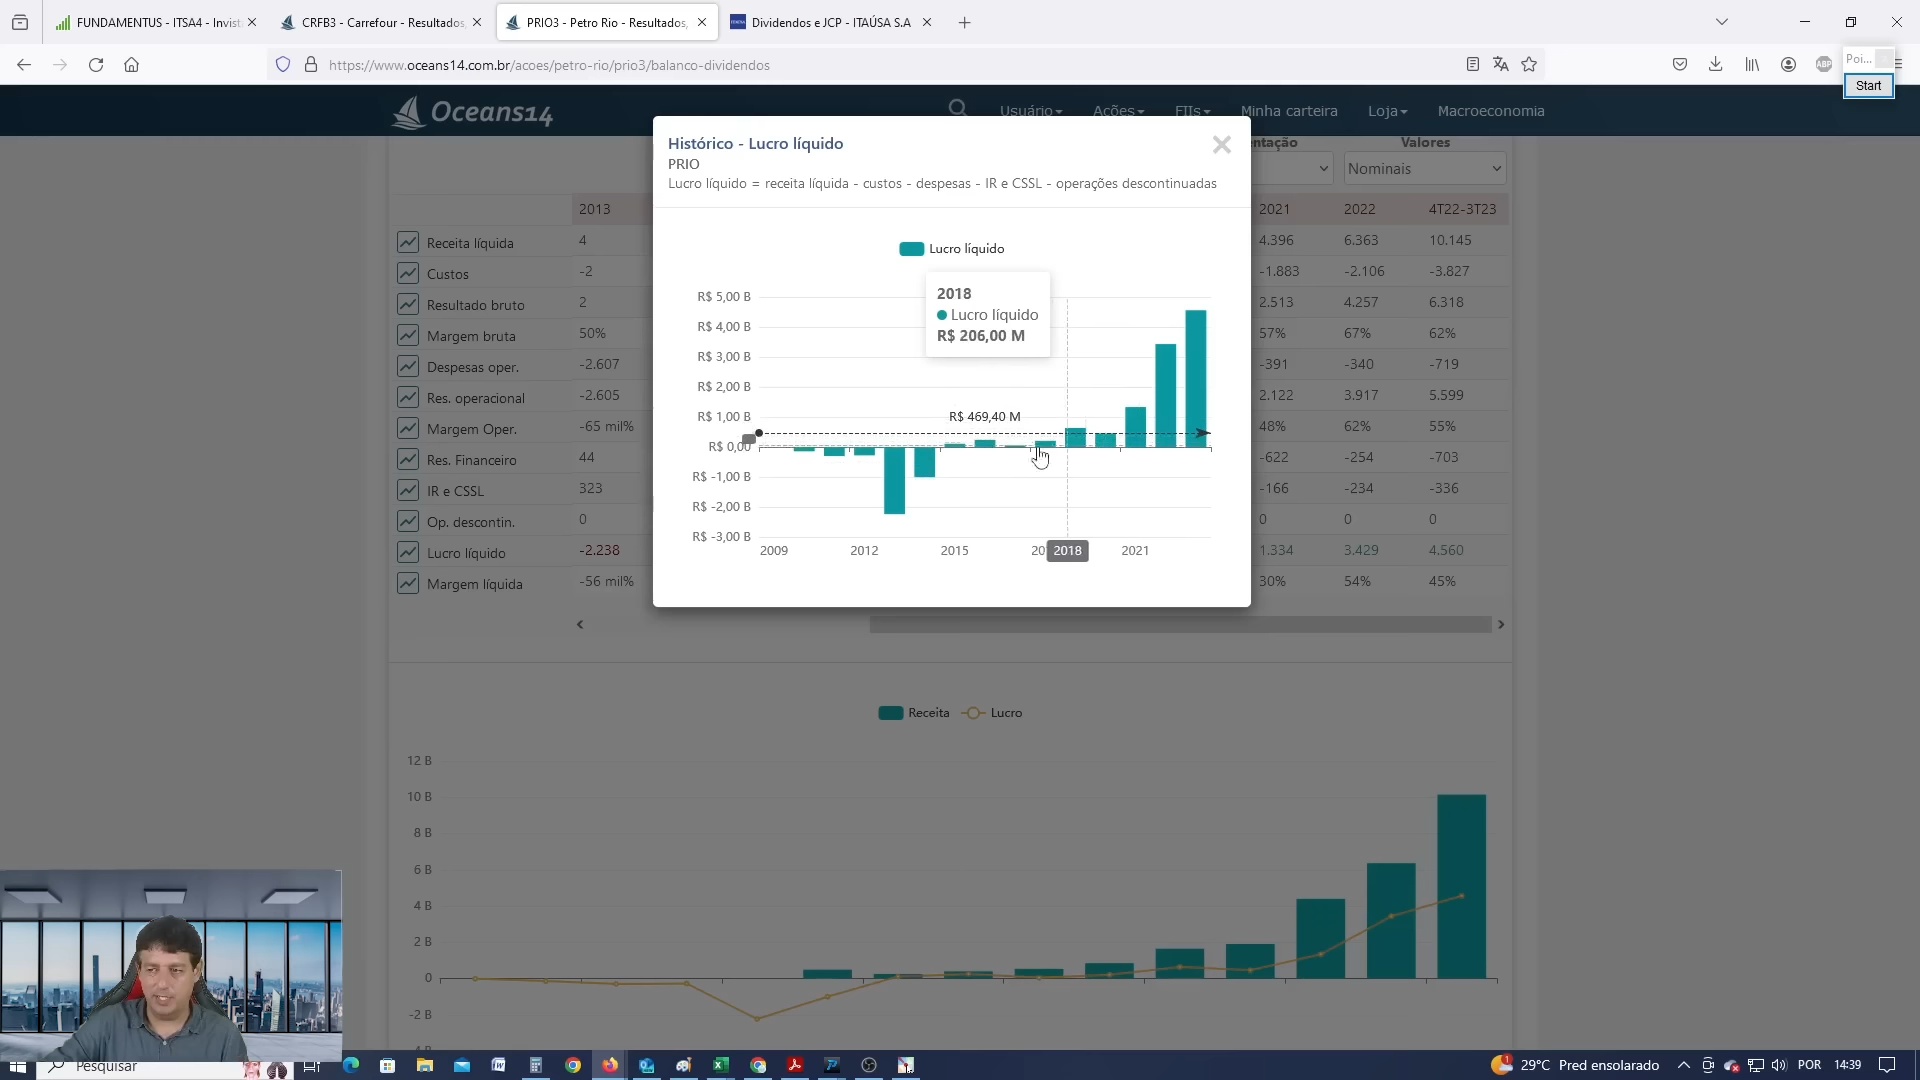 FUNDAMENTUS - ITSA4 - Invist
CRFB3 - Carrefour - Resultados,
PRIO3 - Petro Rio - Resultados,
Dividendos e JCP - ITAÚSA S.A
https://www.oceans14.com.br/acoes/petro-rio/prio3/balanco-dividendos
ABP
Poi...
Start
Oceans14
Usuário
Ações
FIIs
Minha carteira
Loja
Macroeconomia
Histórico - Lucro líquido
PRIO
Lucro líquido = receita líquida - custos - despesas - IR e CSSL - operações descontinuadas
entação
Valores
Nominais
2013
2021
2022
4T22-3T23
Receita líquida
4
4.396
6.363
10.145
Custos
-2
-1.883
-2.106
-3.827
Resultado bruto
2
2.513
4.257
6.318
Margem bruta
50%
57%
67%
62%
Despesas oper.
-2.607
-391
-340
-719
Res. operacional
-2.605
2.122
3.917
5.599
Margem Oper.
-65 mil%
48%
62%
55%
Res. Financeiro
44
-622
-254
-703
IR e CSSL
323
-166
-234
-336
Op. descontin.
0
0
0
0
Lucro líquido
-2.238
1.334
3.429
4.560
Margem líquida
-56 mil%
30%
54%
45%
Lucro líquido
2018
Lucro líquido
R$ 206,00 M
R$ 5,00 B
R$ 4,00 B
R$ 3,00 B
R$ 2,00 B
R$ 1,00 B
R$ 0,00
R$ -1,00 B
R$ -2,00 B
R$ -3,00 B
R$ 469,40 M
2009
2012
2015
20
2018
2021
Receita
Lucro
12 B
10 B
8 B
6 B
4 B
2 B
0
-2 B
Pesquisar
1
29°C Pred ensolarado
POR
14:39